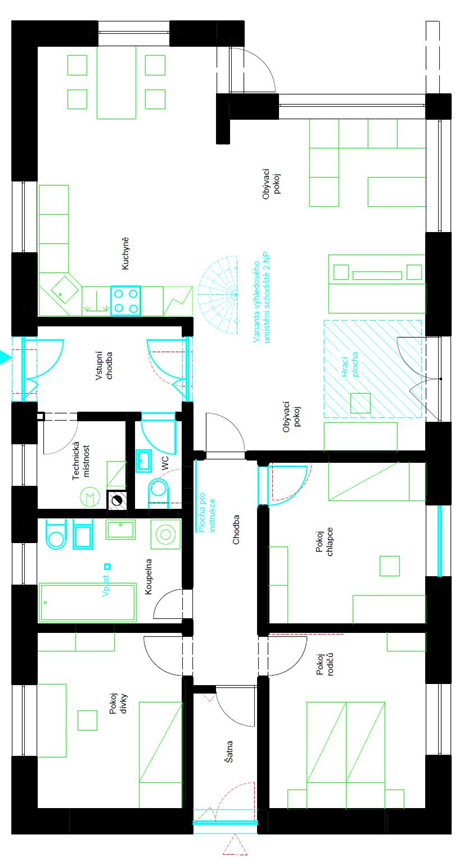 Obývací
pokoj
Kuchyně
Varianta výhledového
umístění schodiště 2.NP
Vstupní
chodba
Hrací
plocha
Obývací
pokoj
Technická
místnost
WC
Plocha pro
instrukce
Chodba
Pokoj
chlapce
Vpust
Koupelna
Pokoj
dívky
Pokoj
rodičů
Šatna